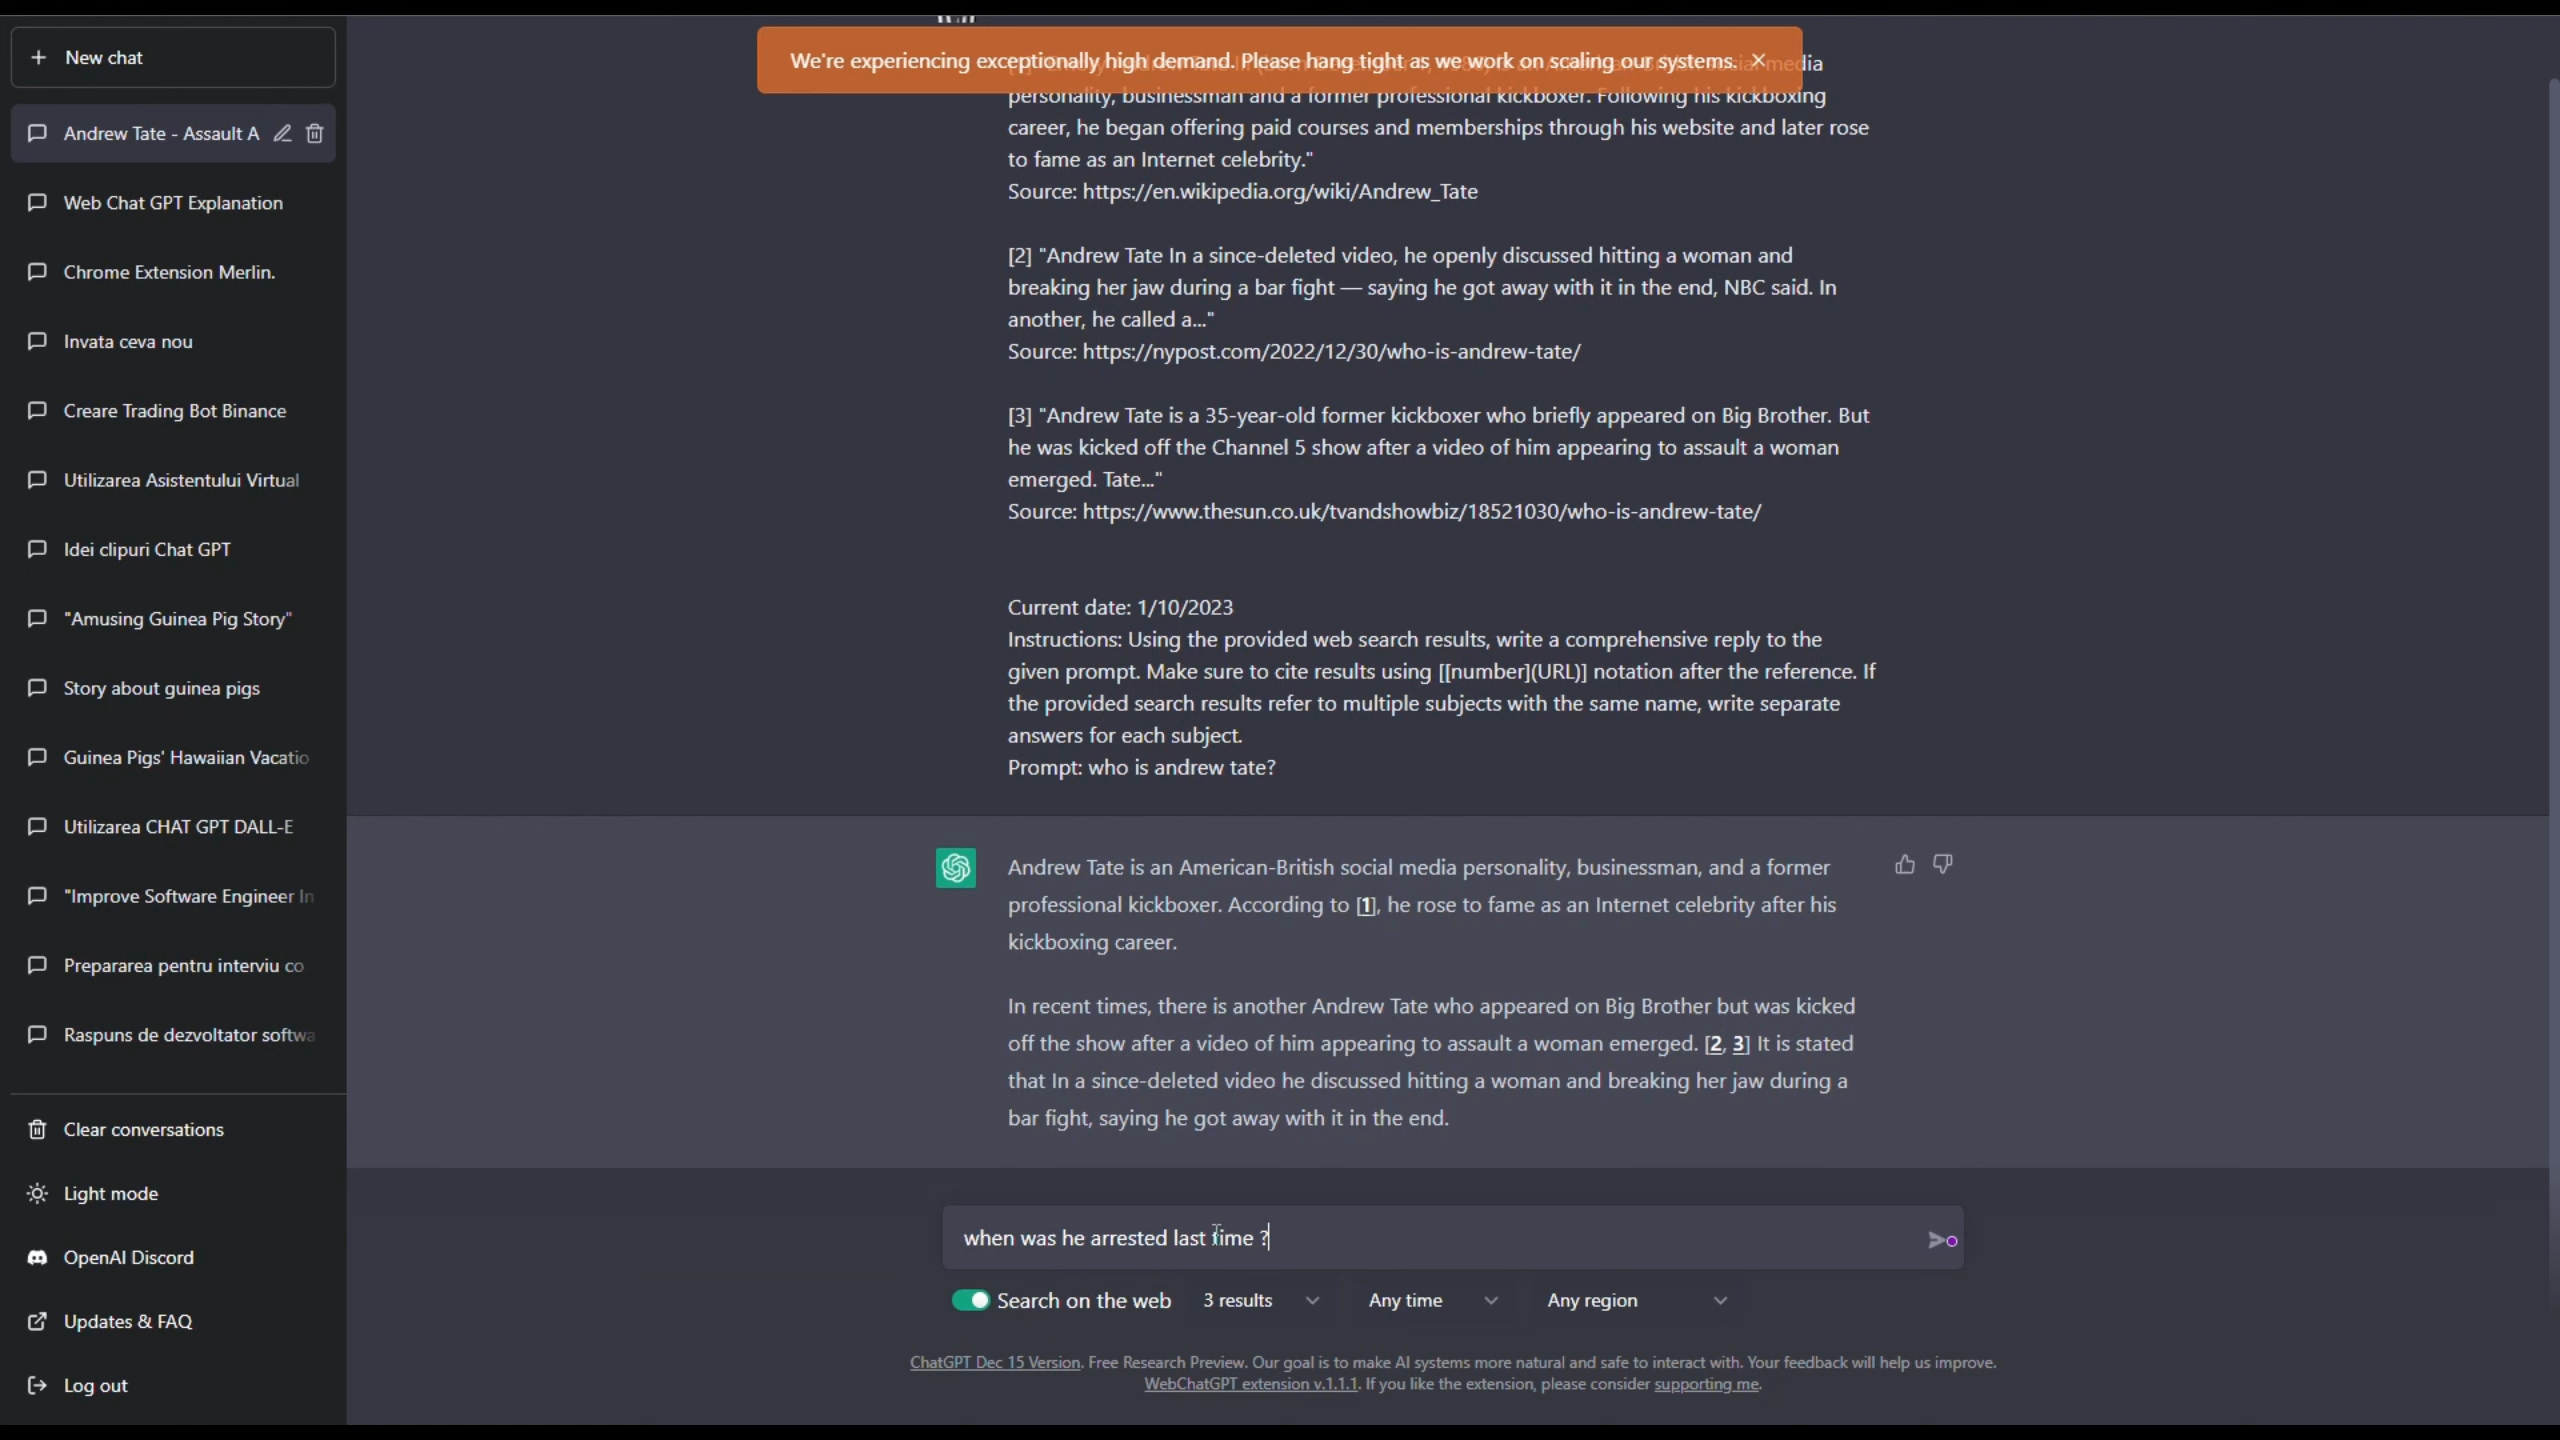 New chat
Andrew Tate - Assault A
Web Chat GPT Explanation
Chrome Extension Merlin.
Invata ceva nou
Creare Trading Bot Binance
Utilizarea Asistentului Virtual
Idei clipuri Chat GPT
"Amusing Guinea Pig Story"
Story about guinea pigs
Guinea Pigs' Hawaiian Vacatio
Utilizarea CHAT GPT DALL-E
"Improve Software Engineer In
Prepararea pentru interviu co
Raspuns de dezvoltator softwa
Clear conversations
Light mode
OpenAI Discord
Updates & FAQ
Log out
We're experiencing exceptionally high demand. Please hang tight as we work on scaling our systems.
personality, businessman and a former professional kickboxer. Following his kickboxing
career, he began offering paid courses and memberships through his website and later rose
to fame as an Internet celebrity."
Source: https://en.wikipedia.org/wiki/Andrew_Tate
[2] "Andrew Tate In a since-deleted video, he openly discussed hitting a woman and
breaking her jaw during a bar fight — saying he got away with it in the end, NBC said. In
another, he called a..."
Source: https://nypost.com/2022/12/30/who-is-andrew-tate/
[3] "Andrew Tate is a 35-year-old former kickboxer who briefly appeared on Big Brother. But
he was kicked off the Channel 5 show after a video of him appearing to assault a woman
emerged. Tate..."
Source: https://www.thesun.co.uk/tvandshowbiz/18521030/who-is-andrew-tate/
Current date: 1/10/2023
Instructions: Using the provided web search results, write a comprehensive reply to the
given prompt. Make sure to cite results using [[number](URL)] notation after the reference. If
the provided search results refer to multiple subjects with the same name, write separate
answers for each subject.
Prompt: who is andrew tate?
Andrew Tate is an American-British social media personality, businessman, and a former
professional kickboxer. According to [1], he rose to fame as an Internet celebrity after his
kickboxing career.
In recent times, there is another Andrew Tate who appeared on Big Brother but was kicked
off the show after a video of him appearing to assault a woman emerged. [2, 3] It is stated
that In a since-deleted video he discussed hitting a woman and breaking her jaw during a
bar fight, saying he got away with it in the end.
when was he arrested last time ?
Search on the web 3 results Any time Any region
ChatGPT Dec 15 Version. Free Research Preview. Our goal is to make AI systems more natural and safe to interact with. Your feedback will help us improve.
WebChatGPT extension v.1.1.1. If you like the extension, please consider supporting me.